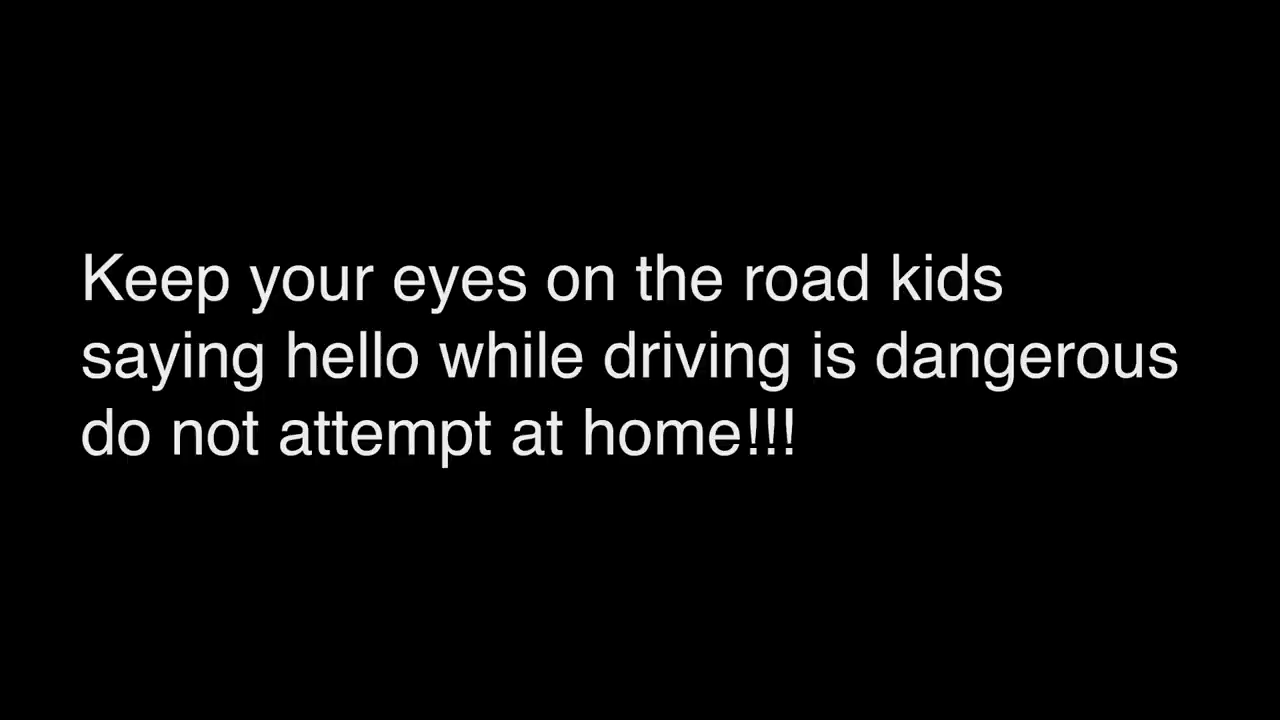 Keep your eyes on the road kids
saying hello while driving is dangerous
do not attempt at home!!!